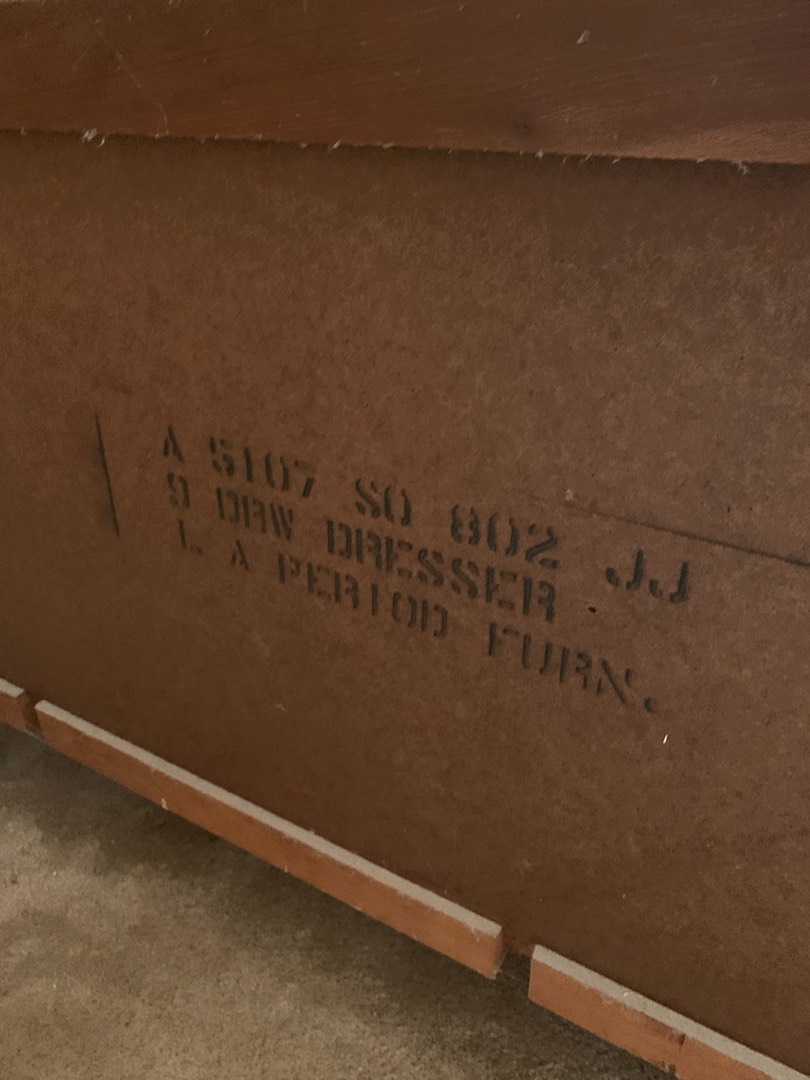 A 5107 SO 802 JJ
9 DRW DRESSER
L. A PERIOD FURN.